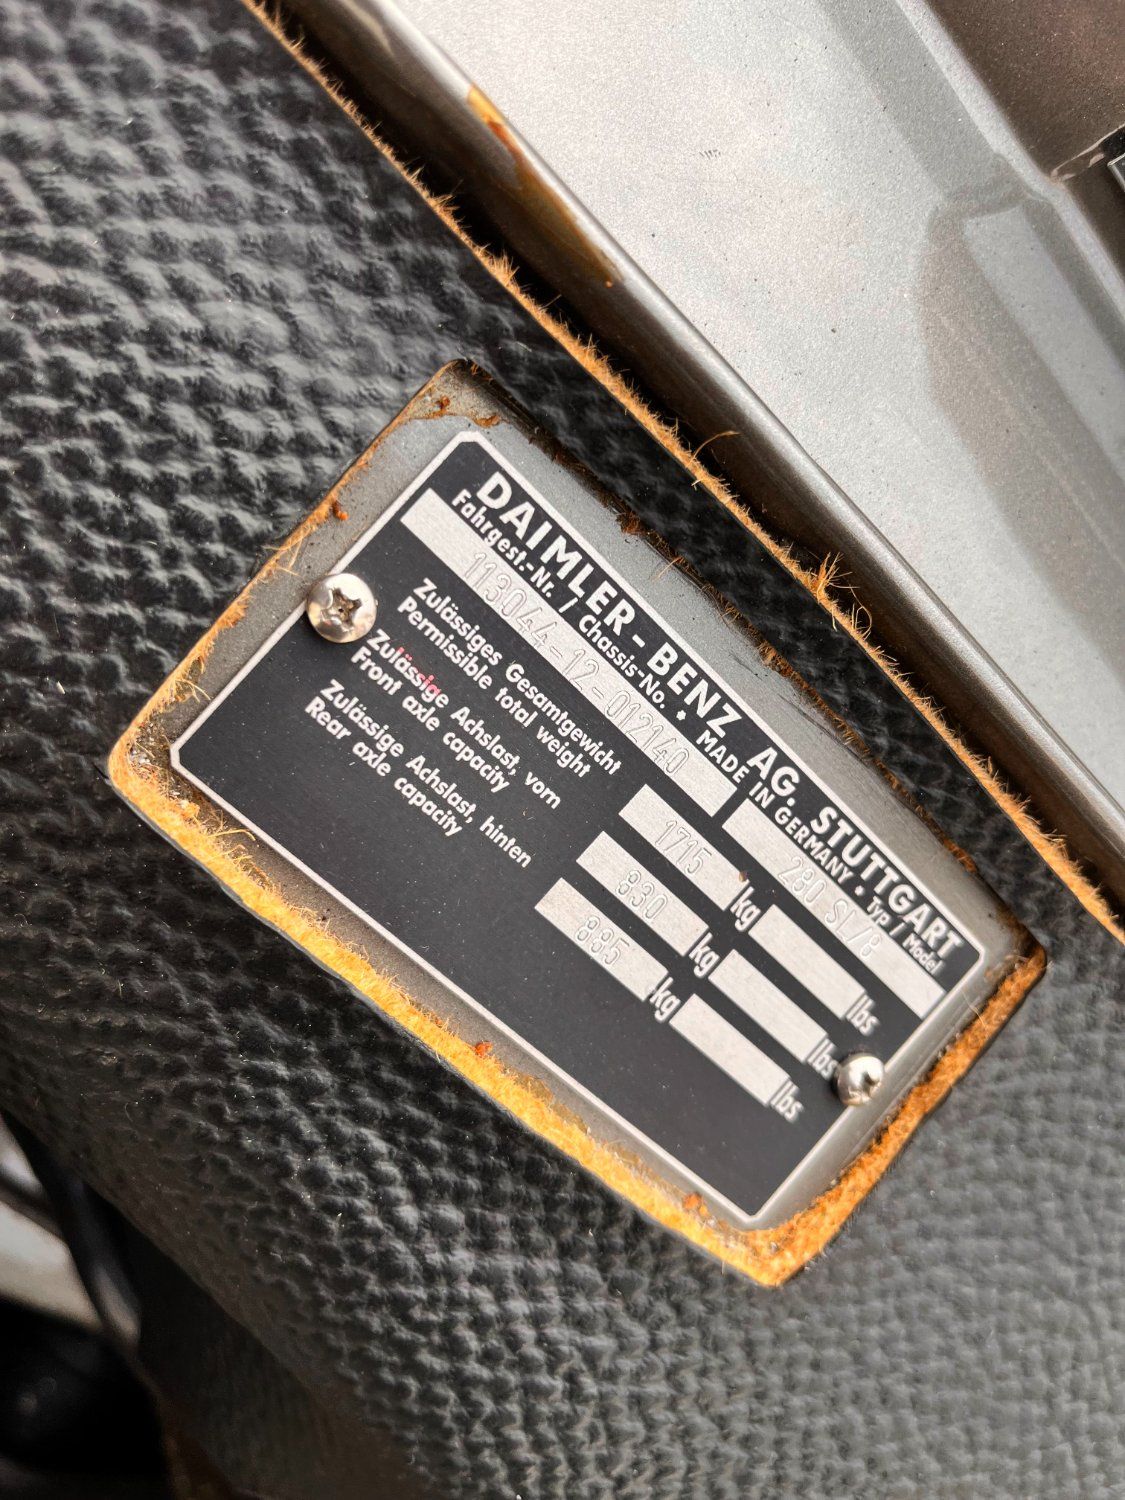 DAIMLER-BENZ AG. STUTTGART
Fahrgest.-Nr. / Chassis-No. • MADE IN GERMANY • Typ / Model
113044-12-012140 280 SL/8
Zulässiges Gesamtgewicht
Permissible total weight 1715 kg lbs
Zulässige Achslast, vorn
Front axle capacity 830 kg lbs
Zulässige Achslast, hinten
Rear axle capacity 885 kg lbs